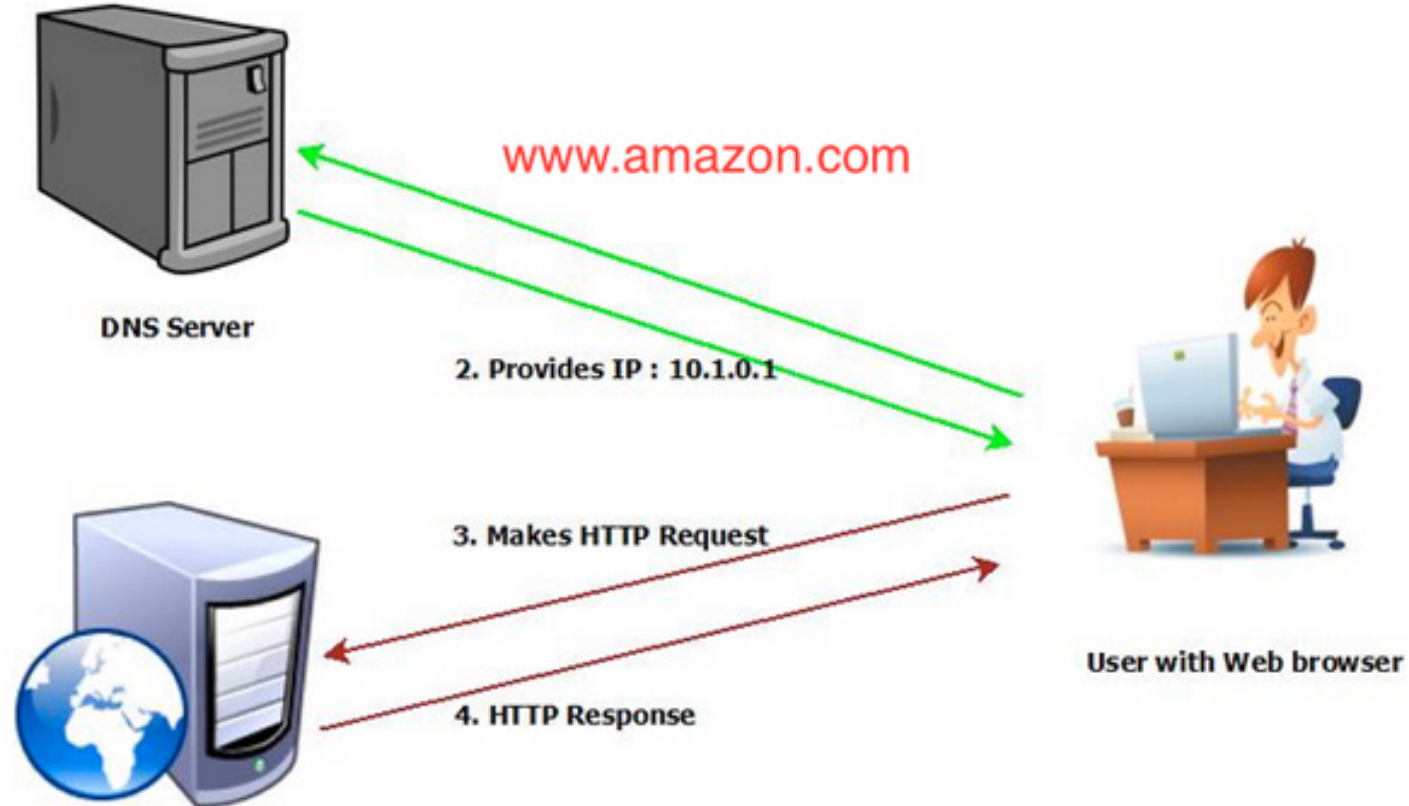 www.amazon.com
DNS Server
2. Provides IP : 10.1.0.1
3. Makes HTTP Request
User with Web browser
4. HTTP Response